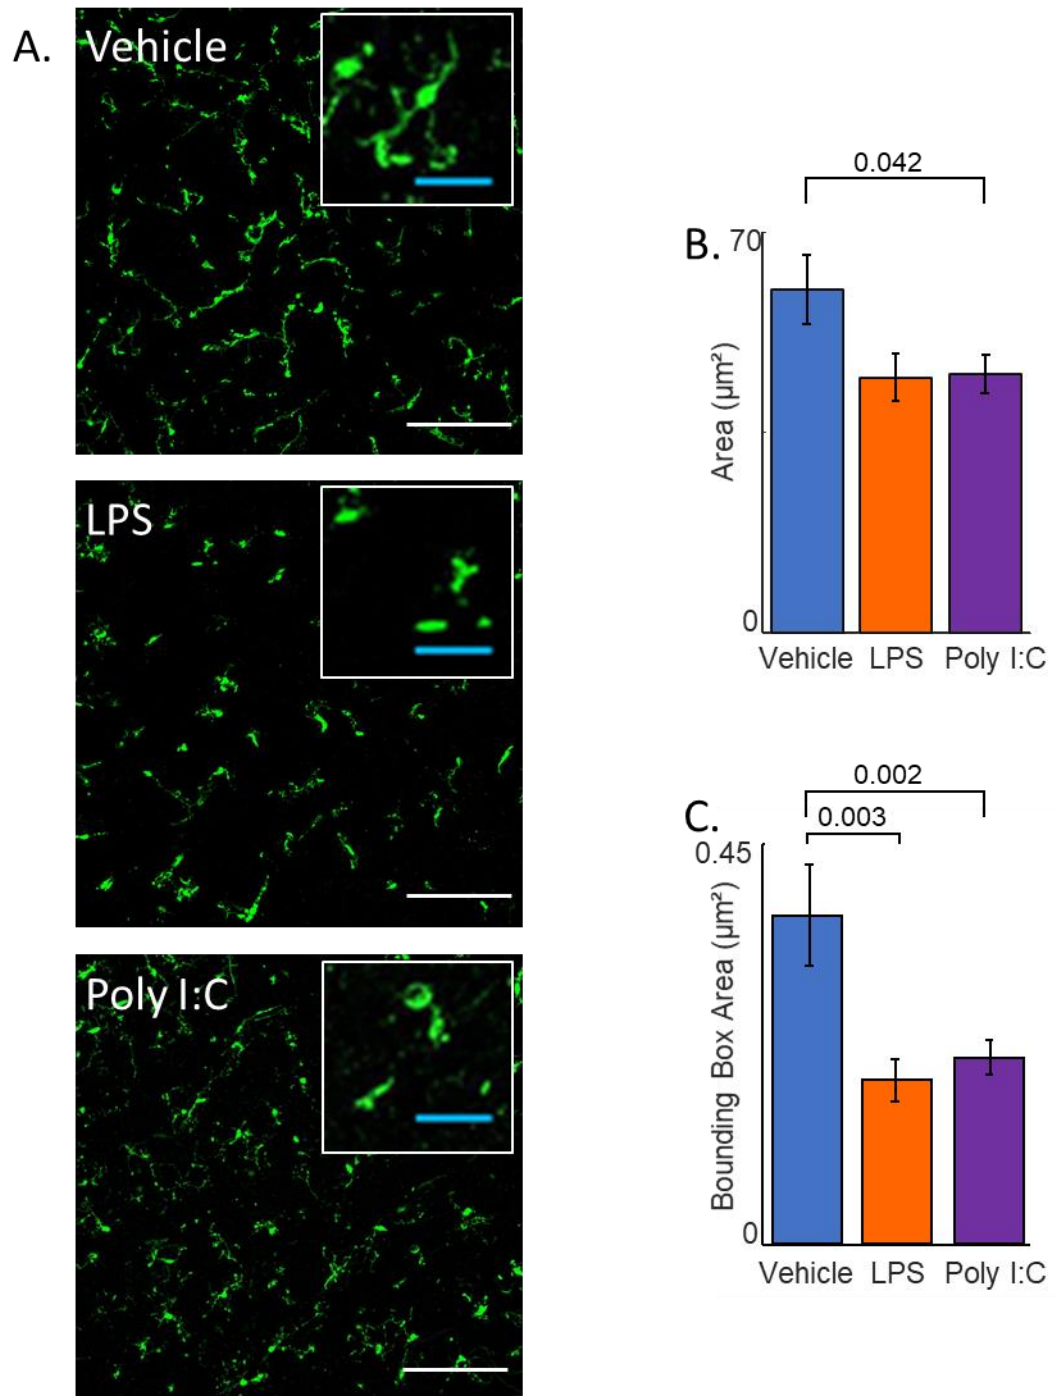 A.
Vehicle
LPS
Poly I:C
B.
0.042
70
Area (µm²)
0
Vehicle LPS Poly I:C
C.
0.002
0.003
0.45
Bounding Box Area (µm²)
0
Vehicle LPS Poly I:C